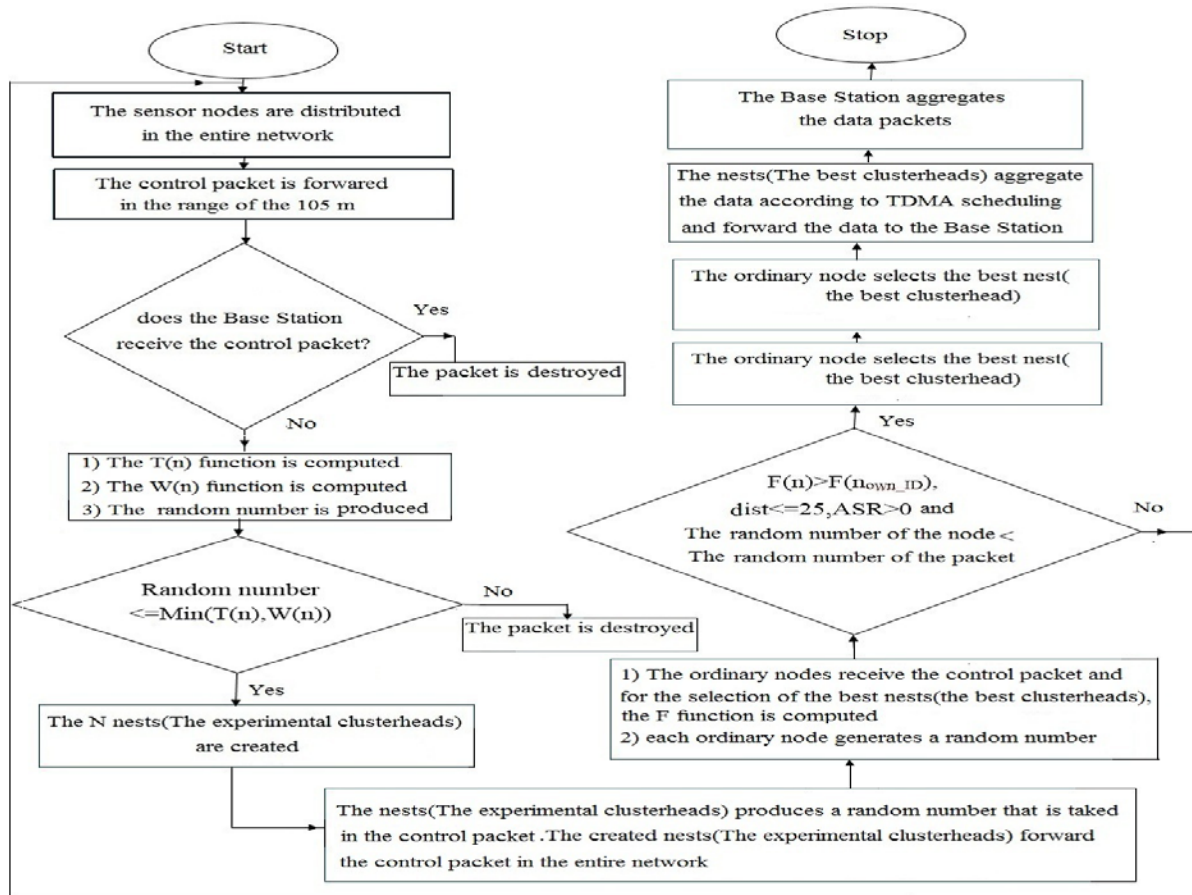 Start
The sensor nodes are distributed
in the entire network
The control packet is forwared
in the range of the 105 m
does the Base Station
receive the control packet?
Yes
The packet is destroyed
No
1) The T(n) function is computed
2) The W(n) function is computed
3) The random number is produced
Random number
<=Min(T(n),W(n))
No
The packet is destroyed
Yes
The N nests(The experimental clusterheads)
are created
The nests(The experimental clusterheads) produces a random number that is taked
in the control packet .The created nests(The experimental clusterheads) forward
the control packet in the entire network
1) The ordinary nodes receive the control packet and
for the selection of the best nests(the best clusterheads),
the F function is computed
2) each ordinary node generates a random number
F(n)>F(nown_ID),
dist<=25,ASR>0 and
The random number of the node <
The random number of the packet
No
Yes
The ordinary node selects the best nest(
the best clusterhead)
The ordinary node selects the best nest(
the best clusterhead)
The nests(The best clusterheads) aggregate
the data according to TDMA scheduling
and forward the data to the Base Station
The Base Station aggregates
the data packets
Stop